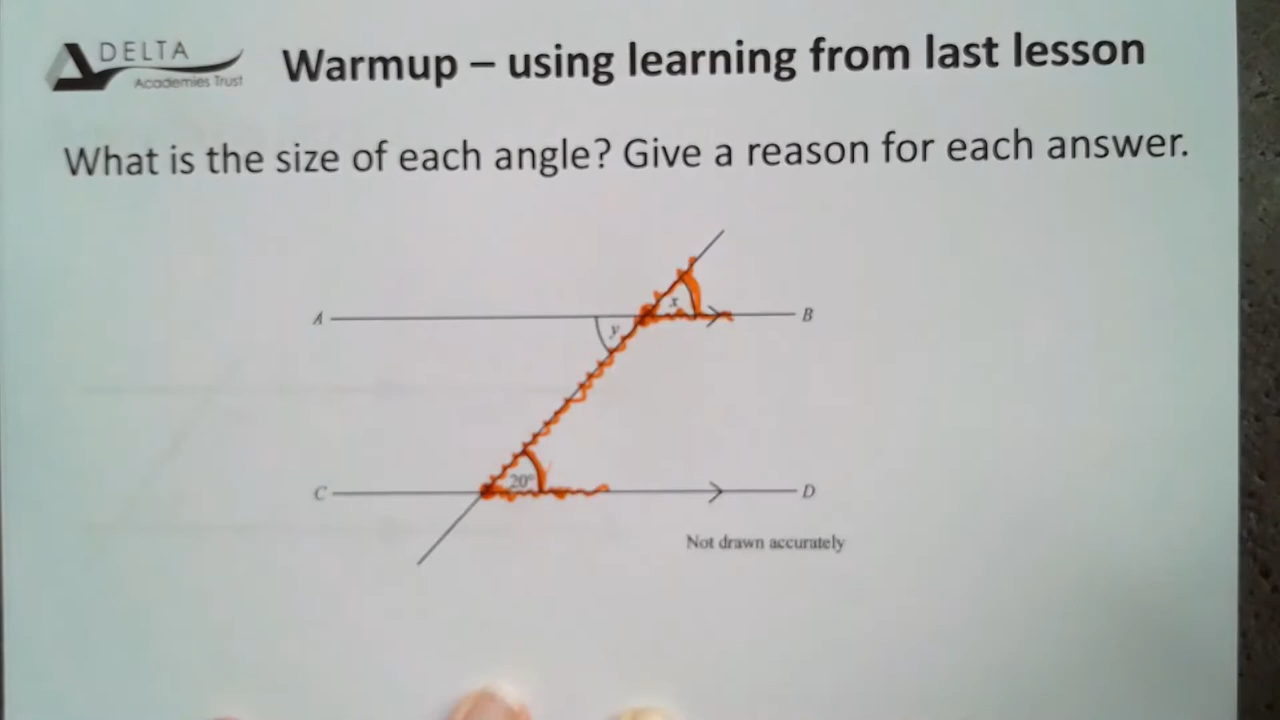 DELTA
Academies Trust
Warmup – using learning from last lesson
What is the size of each angle? Give a reason for each answer.
x
A
B
y
20°
C
D
Not drawn accurately